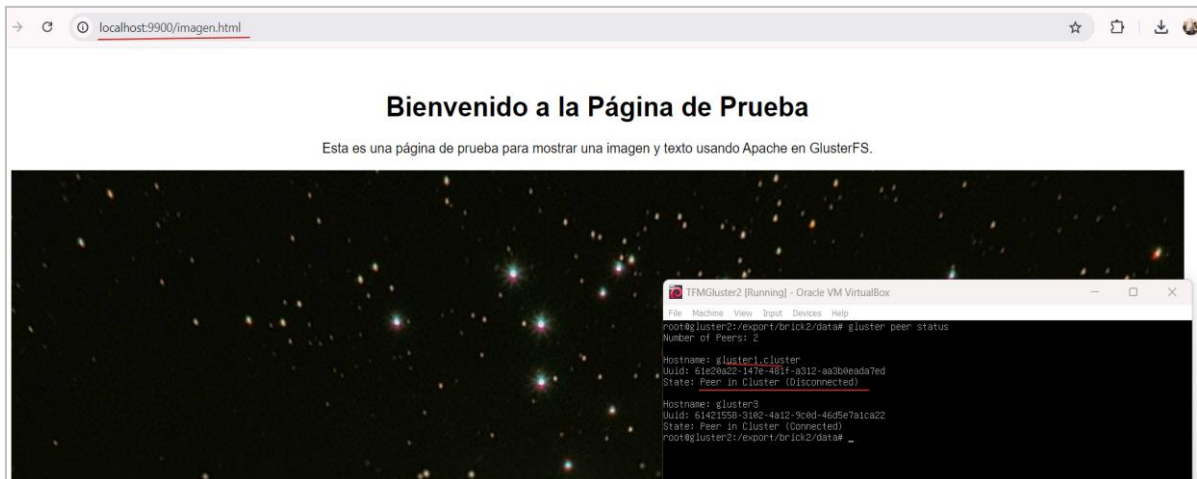 localhost:9900/imagen.html
Bienvenido a la Página de Prueba
Esta es una página de prueba para mostrar una imagen y texto usando Apache en GlusterFS.
TFMGluster2 [Running] - Oracle VM VirtualBox
File Machine View Input Devices Help
root@gluster2:/export/brick2/data# gluster peer status
Number of Peers: 2
Hostname: gluster1.cluster
Uuid: 61e20a22-147e-481f-a312-aa3b0eada7ed
State: Peer in Cluster (Disconnected)
Hostname: gluster3
Uuid: 61421558-3102-4a12-9c0d-46d5e7a1ca22
State: Peer in Cluster (Connected)
root@gluster2:/export/brick2/data# _